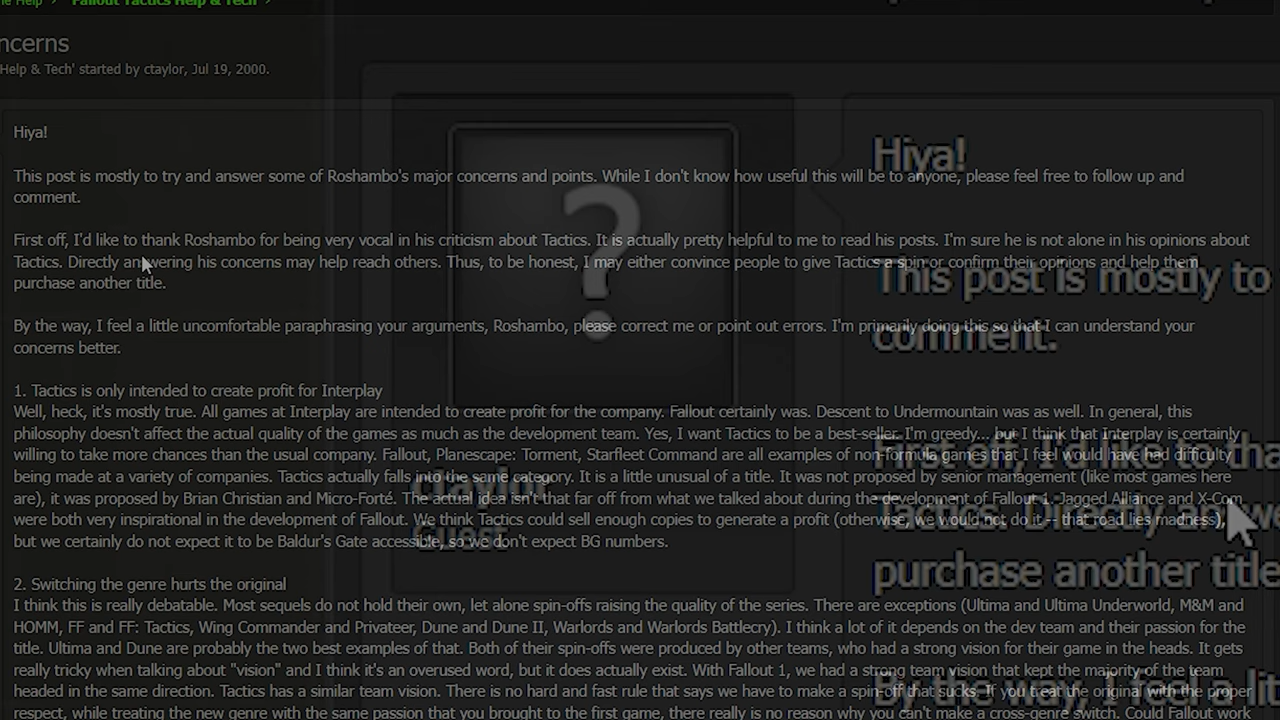 Fallout Tactics Help & Tech
ncerns
Help & Tech' started by ctaylor, Jul 19, 2000.
Hiya!
This post is mostly to try and answer some of Roshambo's major concerns and points. While I don't know how useful this will be to anyone, please feel free to follow up and
comment.
First off, I'd like to thank Roshambo for being very vocal in his criticism about Tactics. It is actually pretty helpful to me to read his posts. I'm sure he is not alone in his opinions about
Tactics. Directly answering his concerns may help reach others. Thus, to be honest, I may either convince people to give Tactics a spin or confirm their opinions and help them
purchase another title.
By the way, I feel a little uncomfortable paraphrasing your arguments, Roshambo, please correct me or point out errors. I'm primarily doing this so that I can understand your
concerns better.
1. Tactics is only intended to create profit for Interplay
Well, heck, it's mostly true. All games at Interplay are intended to create profit for the company. Fallout certainly was. Descent to Undermountain was as well. In general, this
philosophy doesn't affect the actual quality of the games as much as the development team. Yes, I want Tactics to be a best-seller. I'm greedy... but I think that Interplay is certainly
willing to take more chances than the usual company. Fallout, Planescape: Torment, Starfleet Command are all examples of non-formula games that I feel would have had difficulty
being made at a variety of companies. Tactics actually falls into the same category. It is a little unusual of a title. It was not proposed by senior management (like most games here
are), it was proposed by Brian Christian and Micro-Forté. The actual idea isn't that far off from what we talked about during the development of Fallout 1. Jagged Alliance and X-Com
were both very inspirational in the development of Fallout. We think Tactics could sell enough copies to generate a profit (otherwise, we would not do it -- that road lies madness),
but we certainly do not expect it to be Baldur's Gate accessible, so we don't expect BG numbers.
2. Switching the genre hurts the original
I think this is really debatable. Most sequels do not hold their own, let alone spin-offs raising the quality of the series. There are exceptions (Ultima and Ultima Underworld, M&M and
HOMM, FF and FF: Tactics, Wing Commander and Privateer, Dune and Dune II, Warlords and Warlords Battlecry). I think a lot of it depends on the dev team and their passion for the
title. Ultima and Dune are probably the two best examples of that. Both of their spin-offs were produced by other teams, who had a strong vision for their game in the heads. It gets
really tricky when talking about "vision" and I think it's an overused word, but it does actually exist. With Fallout 1, we had a strong team vision that kept the majority of the team
headed in the same direction. Tactics has a similar team vision. There is no hard and fast rule that says we have to make a spin-off that sucks. If you treat the original with the proper
respect, while treating the new genre with the same passion that you brought to the first game, there really is no reason why you can't make a cross-genre switch. Could Fallout work
?
ctaylor
Guest
Hiya!
This post is mostly to
comment.
First off, I'd like to tha
Tactics. Directly answe
purchase another title
By the way, I feel a lit